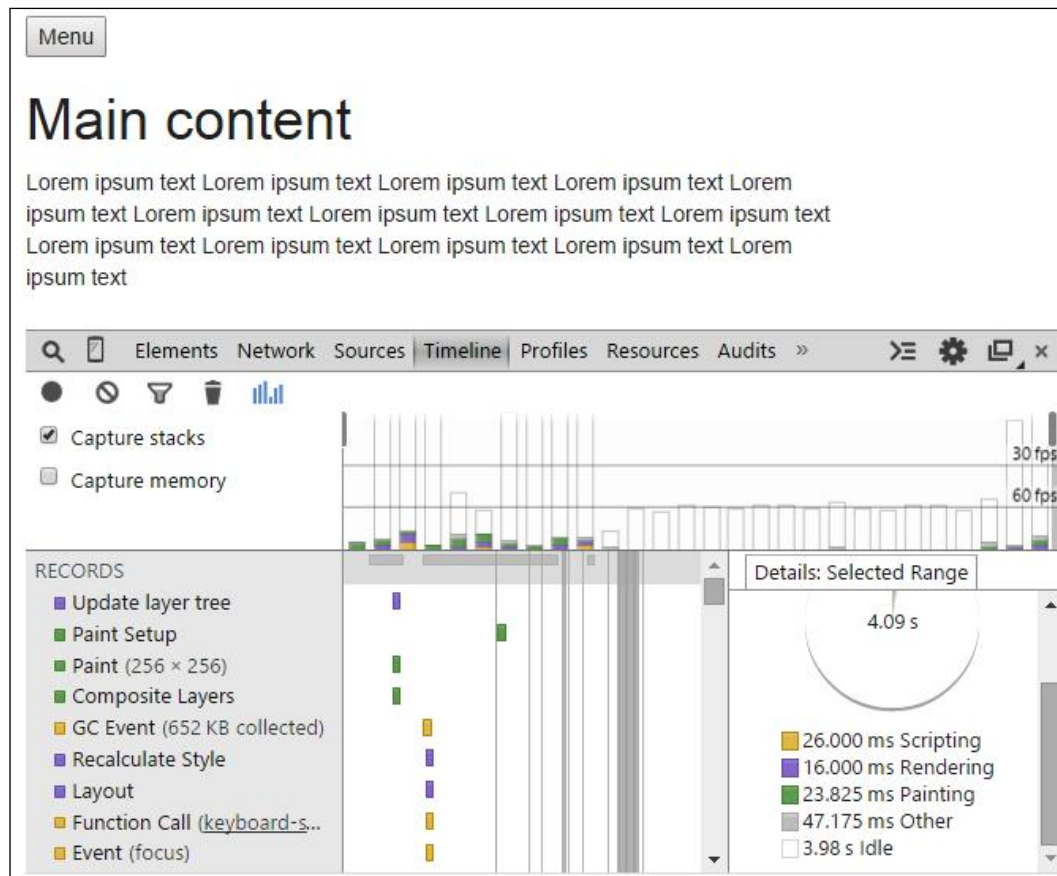 Menu
Main content
Lorem ipsum text Lorem ipsum text Lorem ipsum text Lorem ipsum text Lorem
ipsum text Lorem ipsum text Lorem ipsum text Lorem ipsum text Lorem ipsum text
Lorem ipsum text Lorem ipsum text Lorem ipsum text Lorem ipsum text Lorem
ipsum text
Elements Network Sources Timeline Profiles Resources Audits »
Capture stacks
Capture memory
30 fps
60 fps
RECORDS
Update layer tree
Paint Setup
Paint (256 × 256)
Composite Layers
GC Event (652 KB collected)
Recalculate Style
Layout
Function Call (keyboard-s...
Event (focus)
Details: Selected Range
4.09 s
26.000 ms Scripting
16.000 ms Rendering
23.825 ms Painting
47.175 ms Other
3.98 s Idle